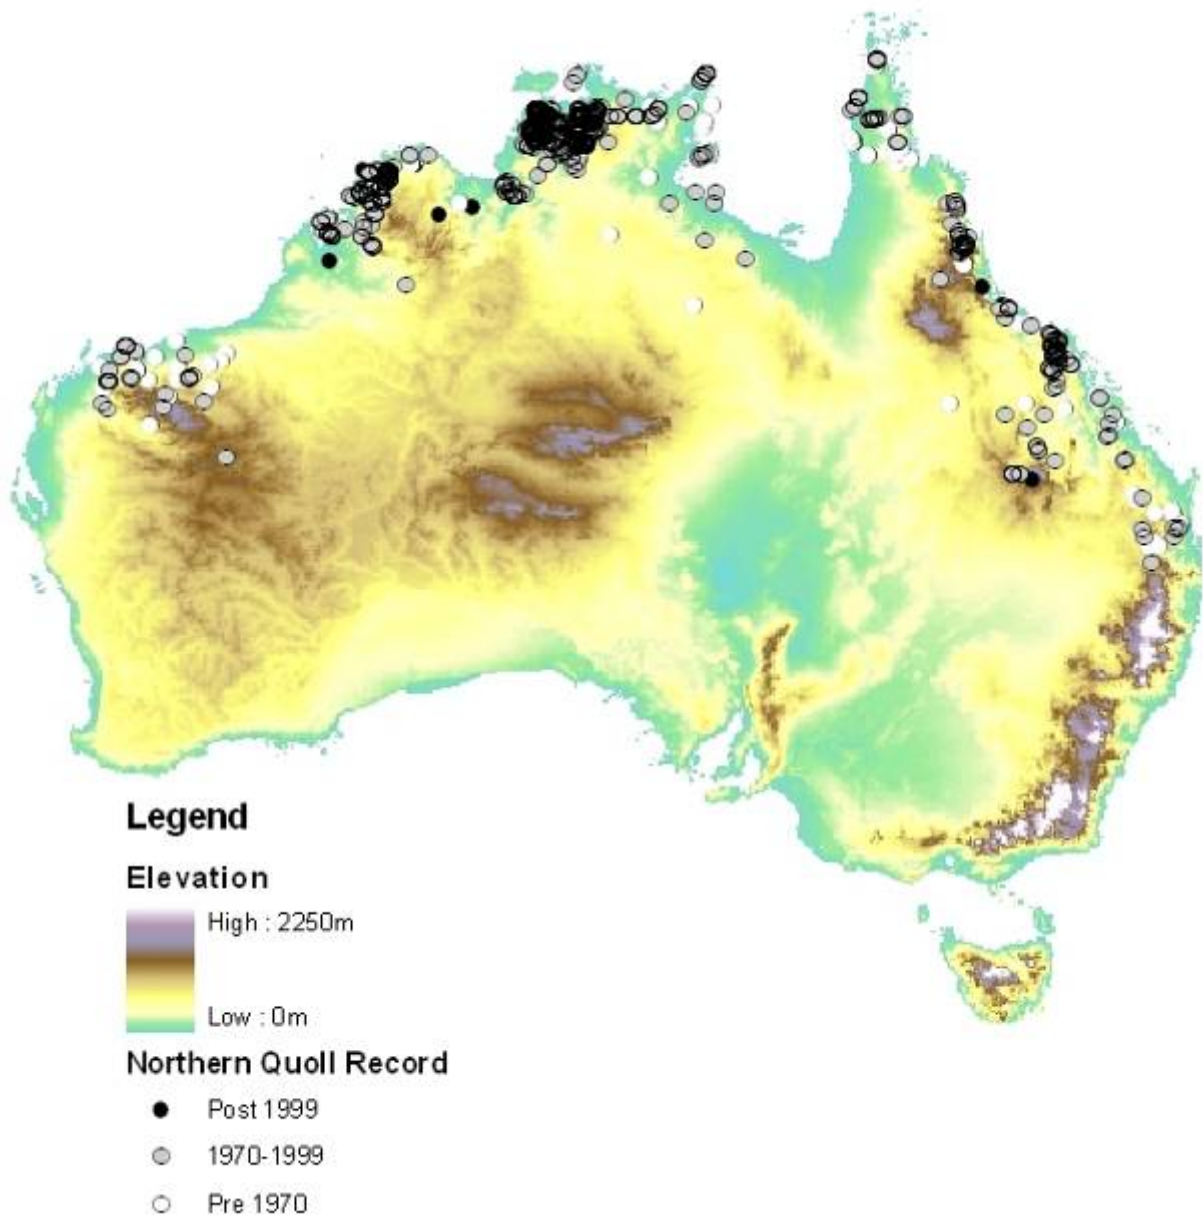 Legend
Elevation
High : 2250m
Low : 0m
Northern Quoll Record
Post 1999
1970-1999
Pre 1970